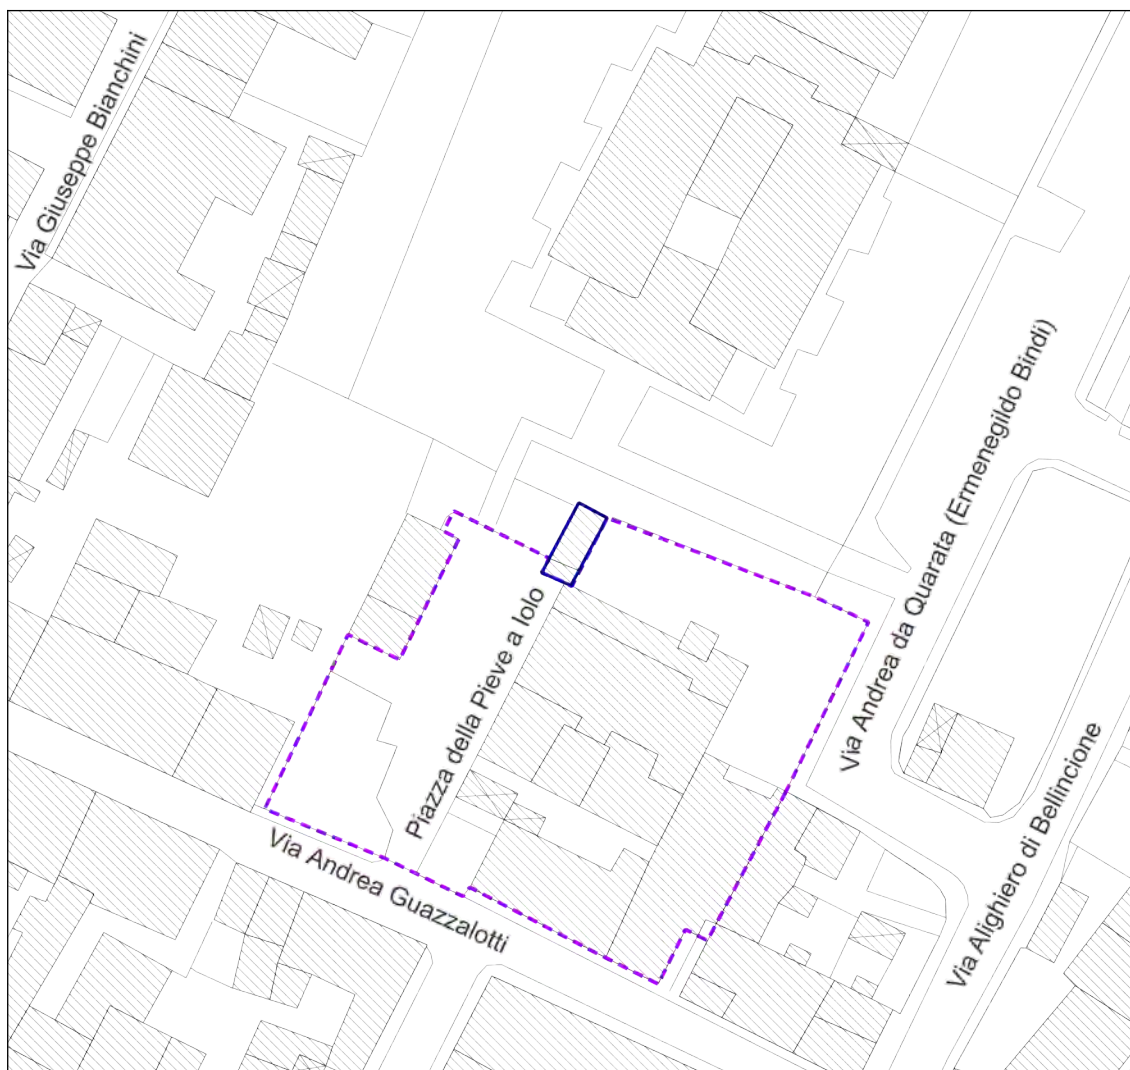 Via Giuseppe Bianchini
Via Andrea da Quarata (Ermenegildo Bindi)
Piazza della Pieve a Iolo
Via Andrea Guazzalotti
Via Alighiero di Bellincione